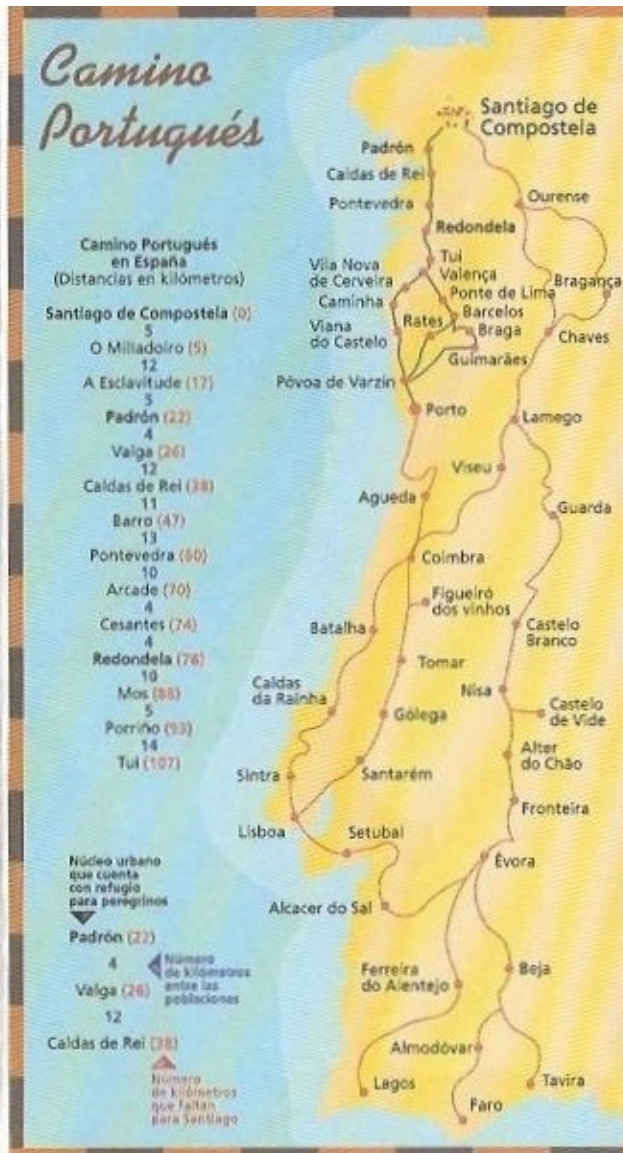 Camino
Portugués
Camino Portugués
en España
(Distancias en kilómetros)
Santiago de Compostela (0)
5
O Milladoiro (5)
12
A Esclavitude (17)
5
Padrón (22)
4
Valga (26)
12
Caldas de Rei (38)
11
Barro (47)
13
Pontevedra (60)
10
Arcade (70)
4
Cesantes (74)
4
Redondela (78)
10
Mos (88)
5
Porriño (93)
14
Tui (107)
Núcleo urbano
que cuenta
con refugio
para peregrinos
Padrón (22)
4
Número
de kilómetros
entre las
poblaciones
Valga (26)
12
Caldas de Rei (38)
Número
de kilómetros
que faltan
para Santiago
Santiago de
Compostela
Padrón
Caldas de Rei
Pontevedra
Ourense
Redondela
Tui
Valença
Vila Nova
de Cerveira
Bragança
Ponte de Lima
Caminha
Barcelos
Rates
Braga
Viana
do Castelo
Chaves
Guimarães
Póvoa de Varzin
Porto
Lamego
Viseu
Agueda
Guarda
Coimbra
Figueiró
dos vinhos
Batalha
Castelo
Branco
Tomar
Caldas
da Rainha
Nisa
Gólega
Castelo
de Vide
Alter
do Chão
Sintra
Santarém
Fronteira
Lisboa
Setubal
Évora
Alcacer do Sal
Ferreira
do Alentejo
Beja
Almodóvar
Lagos
Tavira
Faro